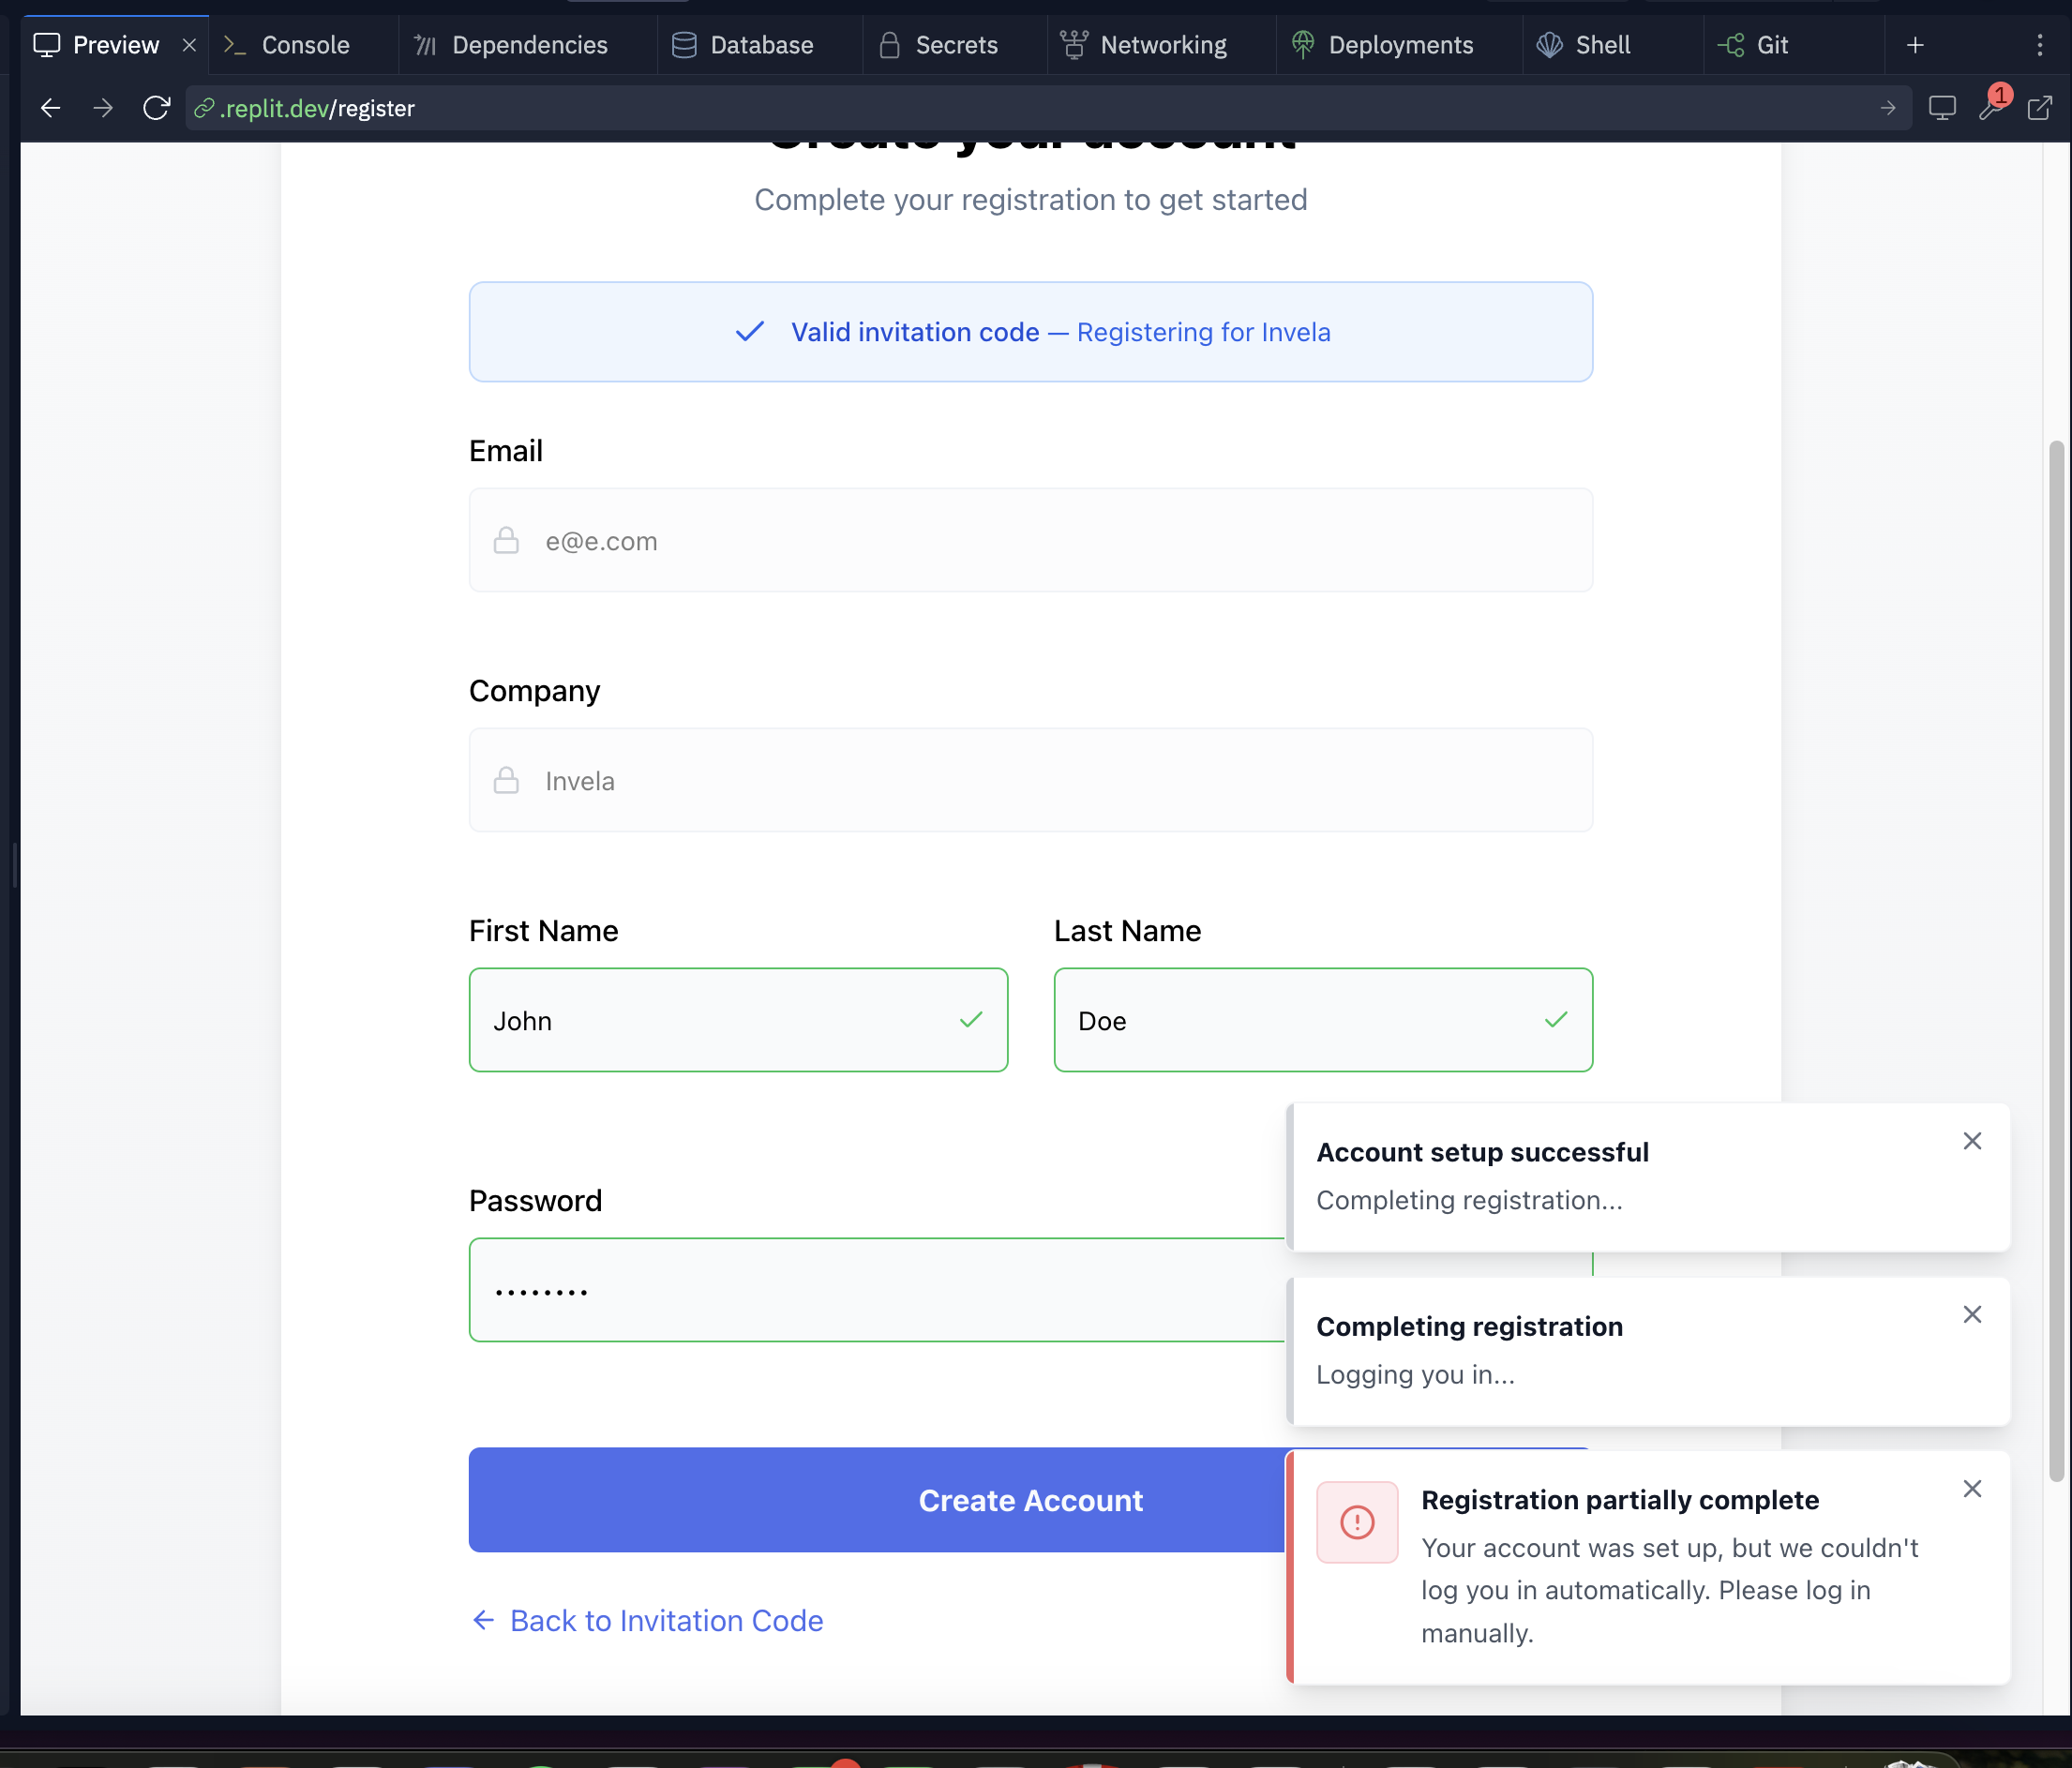 Preview
Console
Dependencies
Database
Secrets
Networking
Deployments
Shell
Git
.replit.dev/register
1
Create your account
Complete your registration to get started
Valid invitation code — Registering for Invela
Email
e@e.com
Company
Invela
First Name
Last Name
John
Doe
Password
Account setup successful
Completing registration...
Completing registration
Logging you in...
Create Account
Registration partially complete
Your account was set up, but we couldn't
log you in automatically. Please log in
manually.
Back to Invitation Code